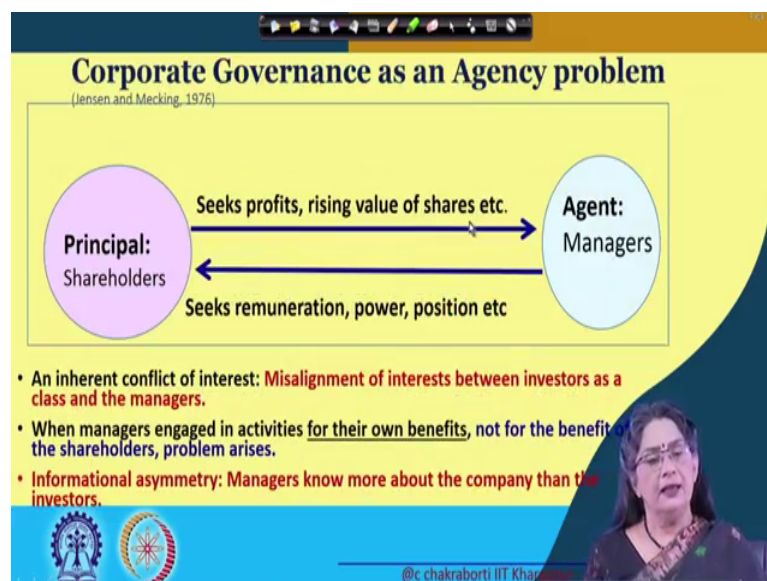 Corporate Governance as an Agency problem
(Jensen and Mecking, 1976)
Seeks profits, rising value of shares etc.
Principal:
Shareholders
Agent:
Managers
Seeks remuneration, power, position etc
• An inherent conflict of interest: Misalignment of interests between investors as a
class and the managers.
• When managers engaged in activities for their own benefits, not for the benefit of
the shareholders, problem arises.
• Informational asymmetry: Managers know more about the company than the
investors.
@c chakraborti IIT